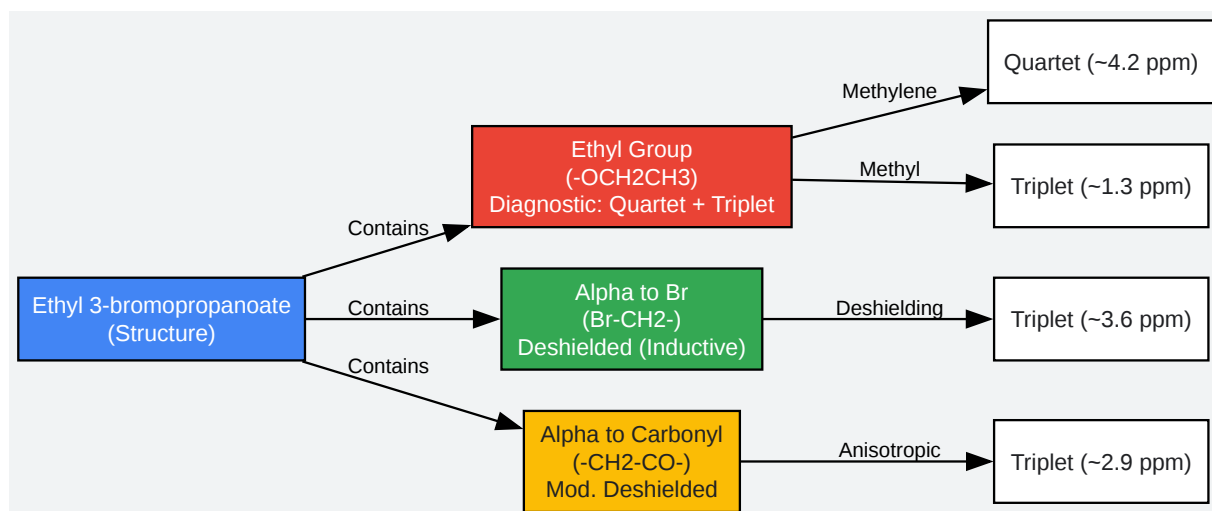 Quartet (~4.2 ppm)
Methylene
Ethyl Group
(-OCH2CH3)
Diagnostic: Quartet + Triplet
Methyl
Triplet (~1.3 ppm)
Contains
Ethyl 3-bromopropanoate
(Structure)
Contains
Alpha to Br
(Br-CH2-)
Deshielded (Inductive)
Deshielding
Triplet (~3.6 ppm)
Contains
Alpha to Carbonyl
(-CH2-CO-)
Mod. Deshielded
Anisotropic
Triplet (~2.9 ppm)